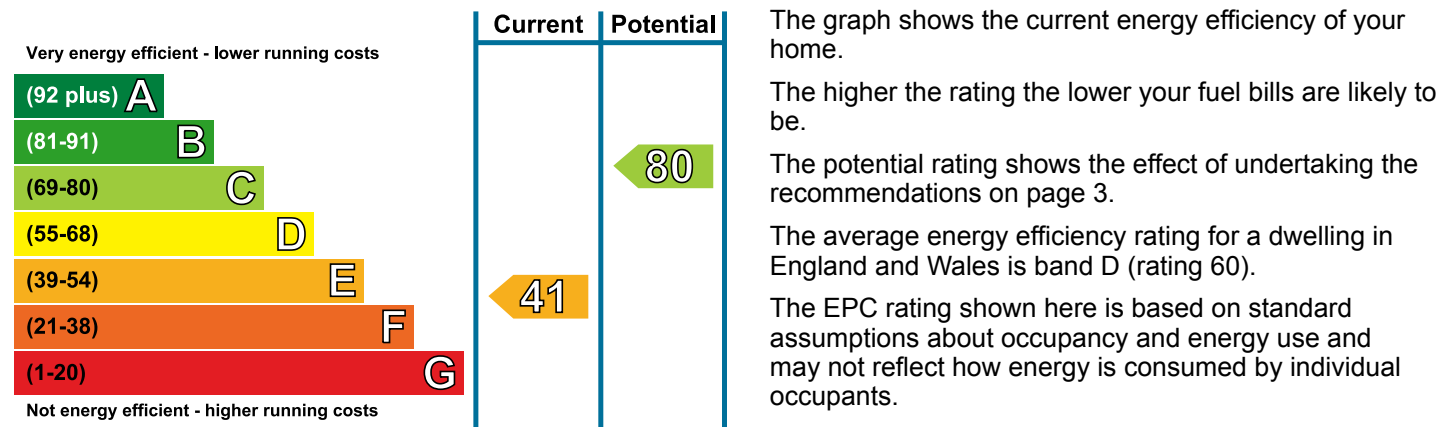 Current Potential
Very energy efficient - lower running costs
(92 plus) A
(81-91) B
(69-80) C
(55-68) D
(39-54) E
(21-38) F
(1-20) G
Not energy efficient - higher running costs
41
80
The graph shows the current energy efficiency of your
home.
The higher the rating the lower your fuel bills are likely to
be.
The potential rating shows the effect of undertaking the
recommendations on page 3.
The average energy efficiency rating for a dwelling in
England and Wales is band D (rating 60).
The EPC rating shown here is based on standard
assumptions about occupancy and energy use and
may not reflect how energy is consumed by individual
occupants.